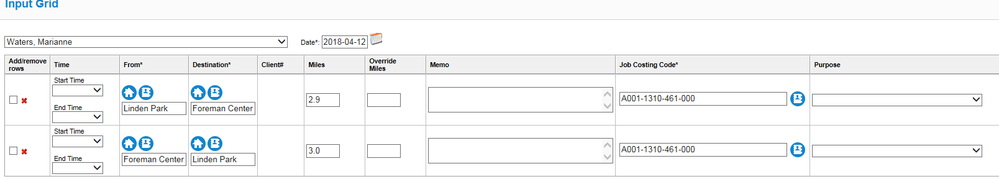 Input Grid
Waters, Marianne Date*: 2018-04-12
Add/remove rows Time From* Destination* Client# Miles Override Miles Memo Job Costing Code* Purpose
Start Time
End Time
Linden Park Foreman Center 2.9 A001-1310-461-000
Start Time
End Time
Foreman Center Linden Park 3.0 A001-1310-461-000